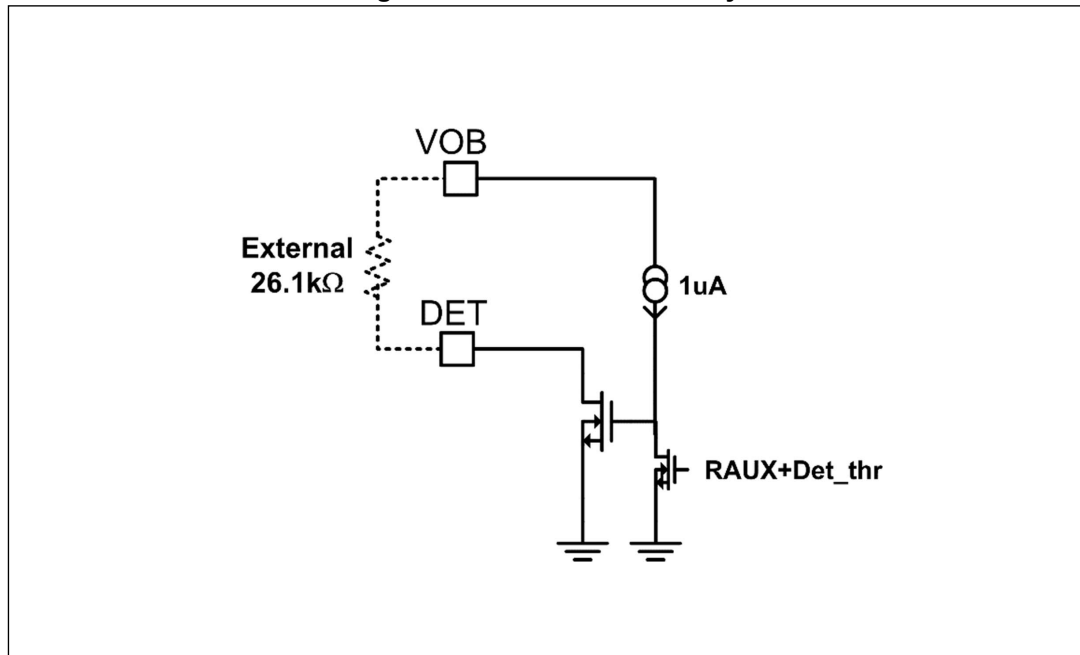 VOB
External
26.1kΩ
1uA
DET
RAUX+Det_thr